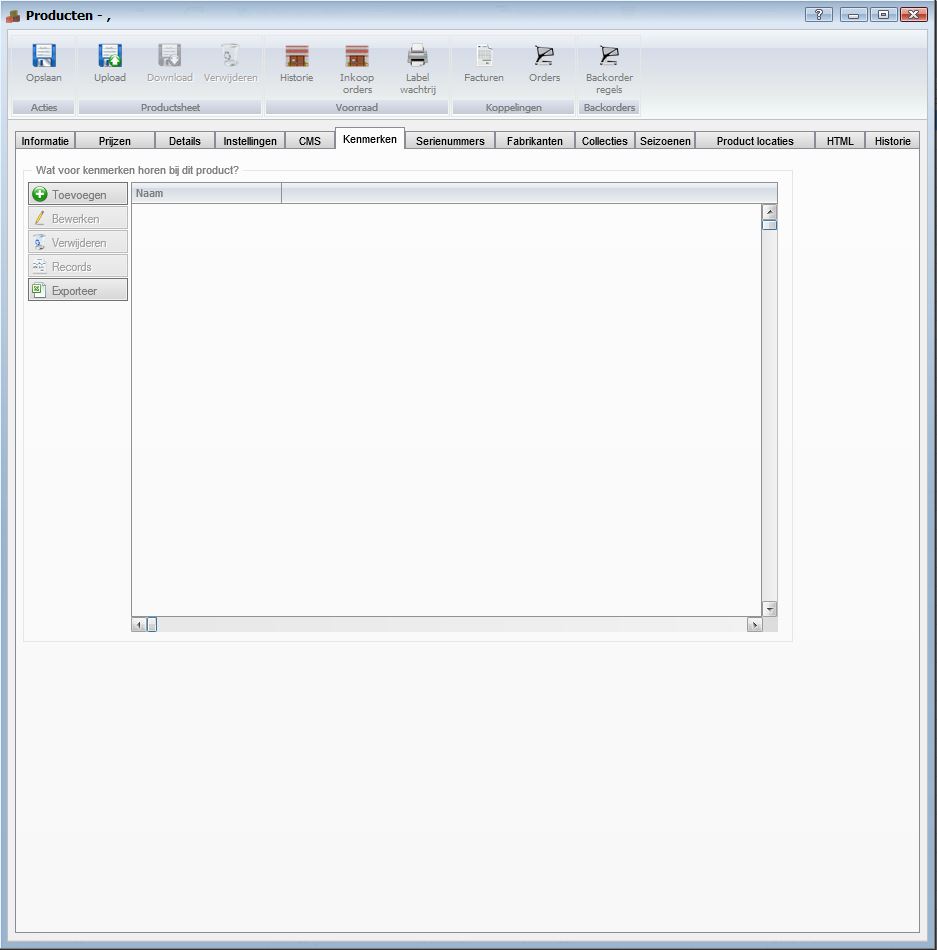 Producten - ,
Opslaan
Upload
Download
Verwijderen
Historie
Inkoop
orders
Label
wachtrij
Facturen
Orders
Backorder
regels
Acties
Productsheet
Voorraad
Koppelingen
Backorders
Informatie
Prijzen
Details
Instellingen
CMS
Kenmerken
Serienummers
Fabrikanten
Collecties
Seizoenen
Product locaties
HTML
Historie
Wat voor kenmerken horen bij dit product?
Toevoegen
Bewerken
Verwijderen
Records
Exporteer
Naam